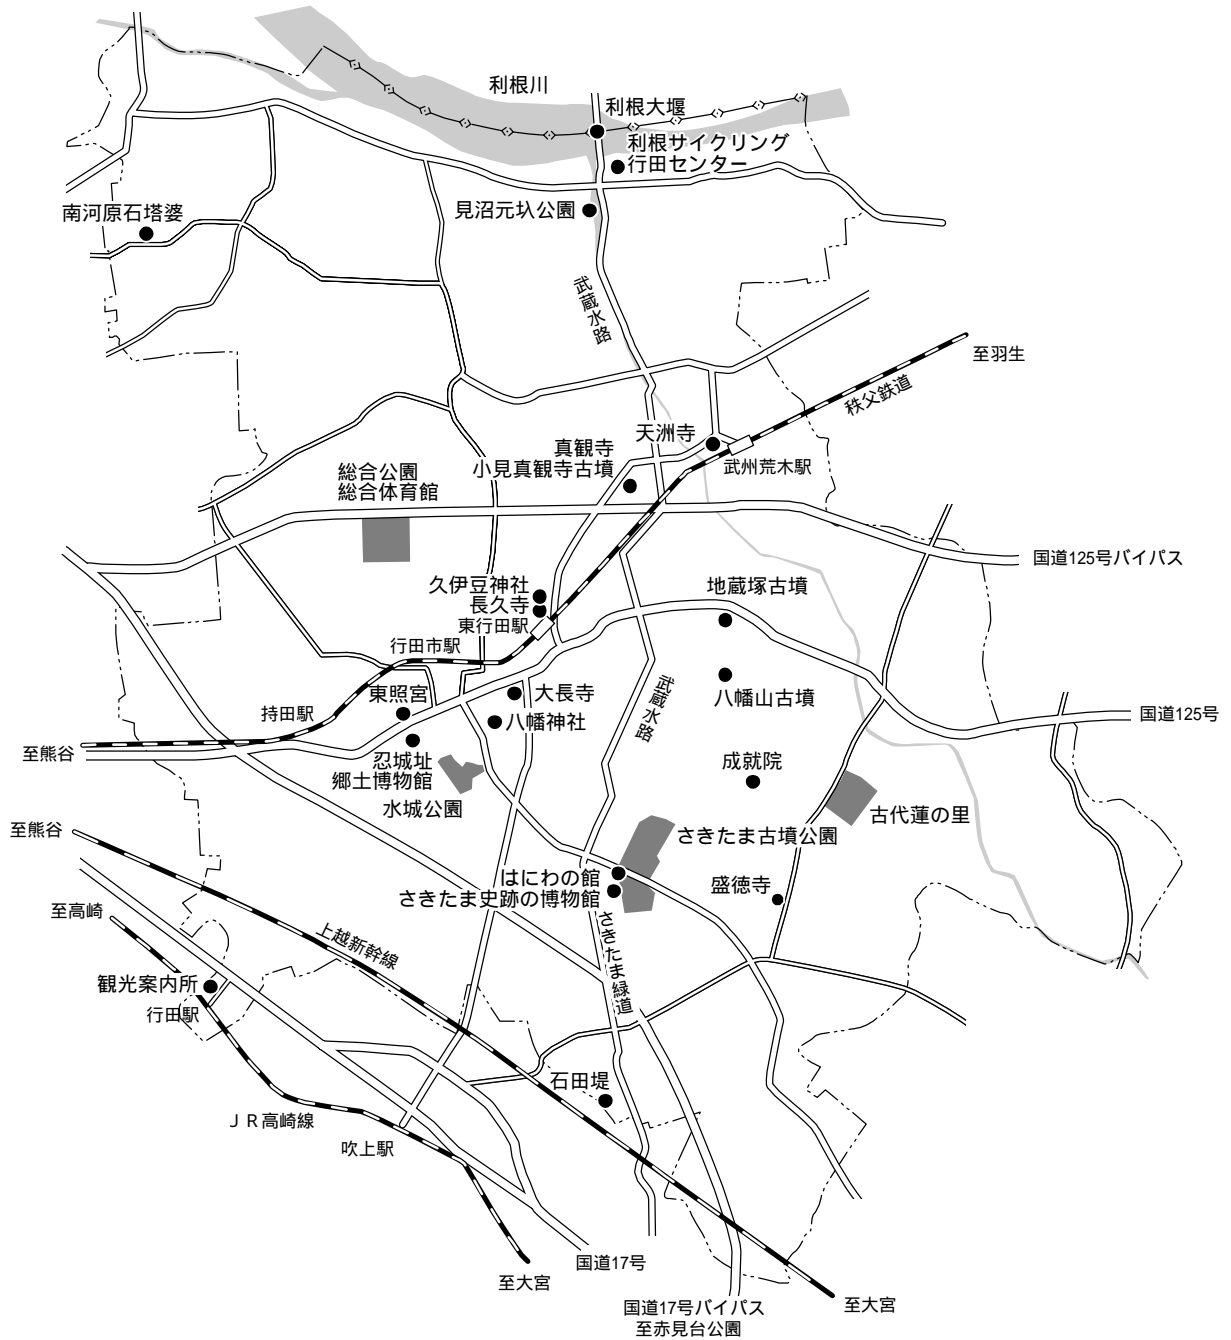 利根川
利根大堰
利根サイクリング
行田センター
南河原石塔婆
見沼元圦公園
武蔵水路
至羽生
秩父鉄道
天洲寺
武州荒木駅
真観寺
小見真観寺古墳
総合公園
総合体育館
国道125号バイパス
久伊豆神社
長久寺
東行田駅
地蔵塚古墳
行田市駅
東照宮
大長寺
八幡神社
武蔵水路
八幡山古墳
持田駅
国道125号
至熊谷
忍城址
郷土博物館
水城公園
成就院
古代蓮の里
至熊谷
さきたま古墳公園
はにわの館
さきたま史跡の博物館
盛徳寺
至高崎
上越新幹線
さきたま緑道
観光案内所
行田駅
石田堤
ＪＲ高崎線
吹上駅
国道17号
至大宮
国道17号バイパス
至赤見台公園
至大宮